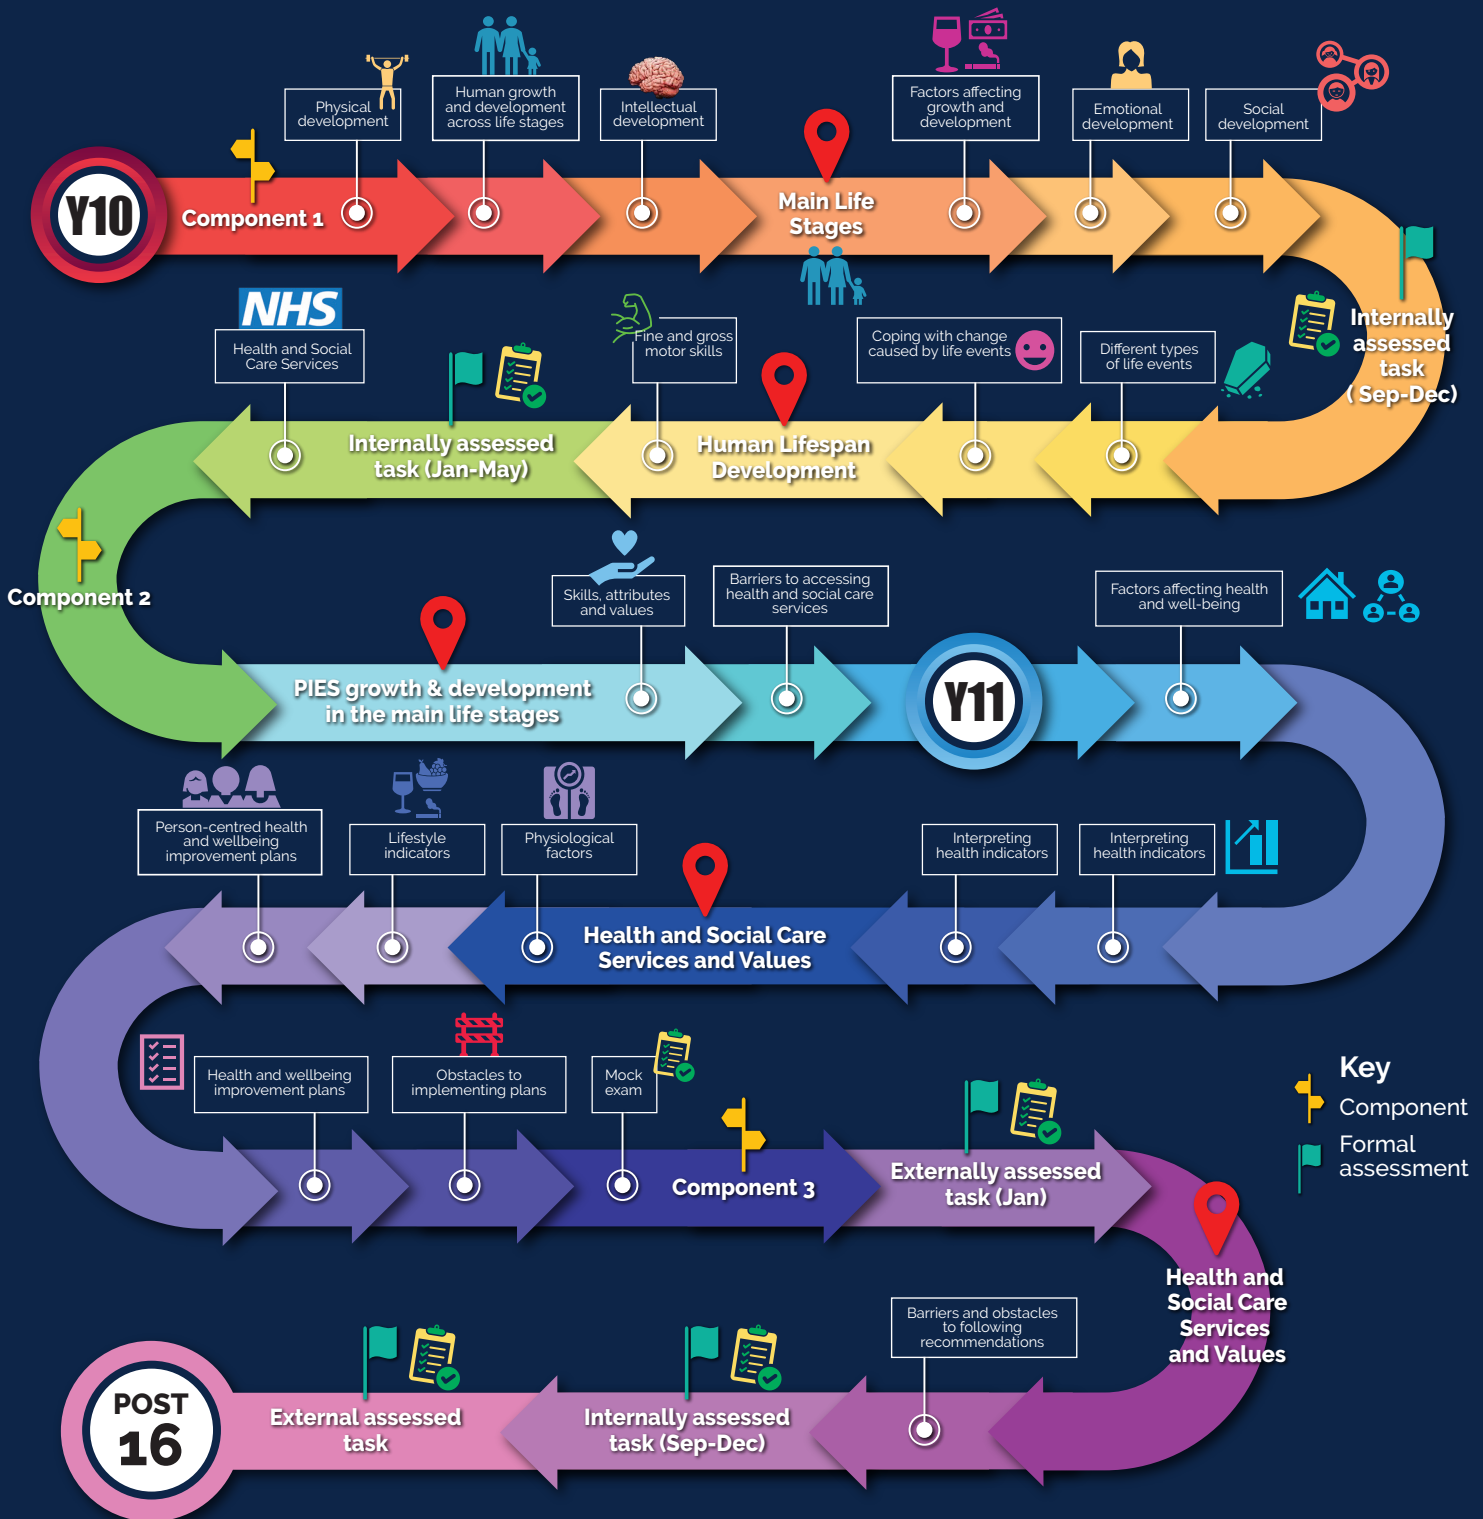 Y10
Component 1
Physical
development
Human growth
and development
across life stages
Intellectual
development
Main Life
Stages
Factors affecting
growth and
development
Emotional
development
Social
development
Internally
assessed
task
( Sep-Dec)
Different types
of life events
Coping with change
caused by life events
Human Lifespan
Development
Fine and gross
motor skills
Internally assessed
task (Jan-May)
NHS
Health and Social
Care Services
Component 2
PIES growth & development
in the main life stages
Skills, attributes
and values
Barriers to accessing
health and social care
services
Y11
Factors affecting health
and well-being
Interpreting
health indicators
Interpreting
health indicators
Health and Social Care
Services and Values
Physiological
factors
Lifestyle
indicators
Person-centred health
and wellbeing
improvement plans
Health and wellbeing
improvement plans
Obstacles to
implementing plans
Mock
exam
Component 3
Externally assessed
task (Jan)
Key
Component
Formal
assessment
Health and
Social Care
Services
and Values
Barriers and obstacles
to following
recommendations
Internally assessed
task (Sep-Dec)
External assessed
task
POST
16